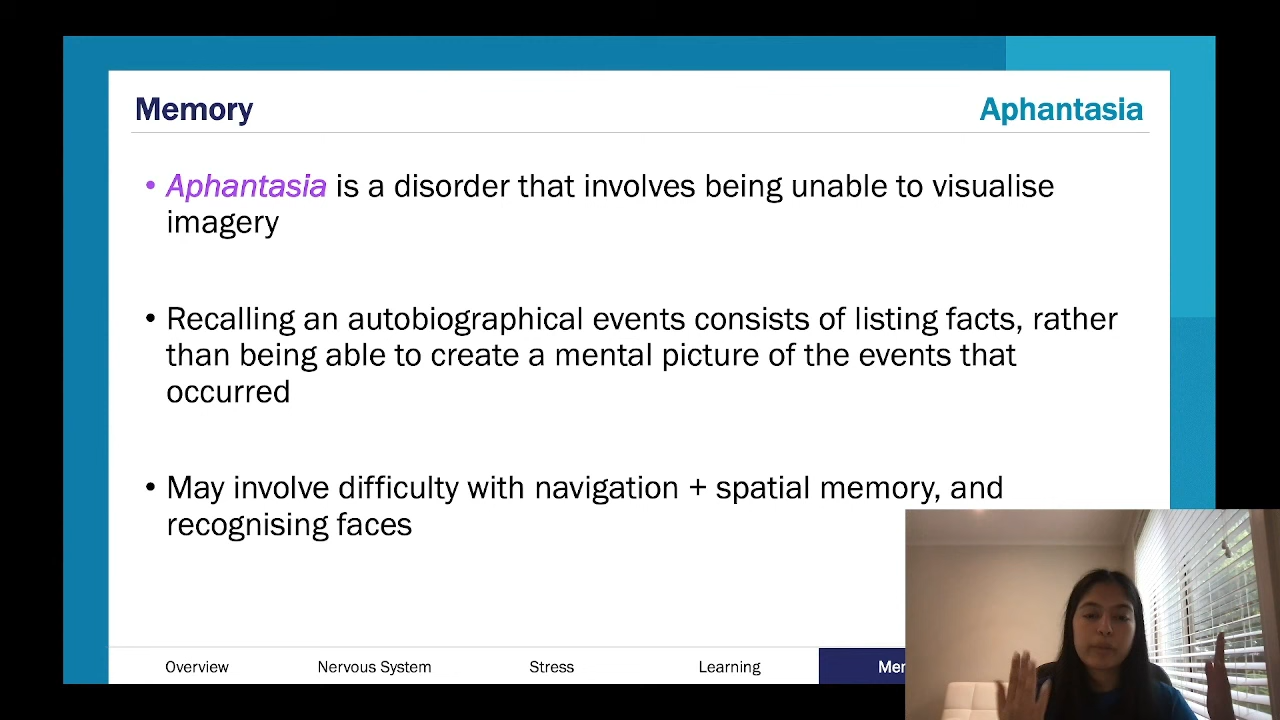 Memory
Aphantasia
• Aphantasia is a disorder that involves being unable to visualise
imagery
• Recalling an autobiographical events consists of listing facts, rather
than being able to create a mental picture of the events that
occurred
• May involve difficulty with navigation + spatial memory, and
recognising faces
Overview
Nervous System
Stress
Learning